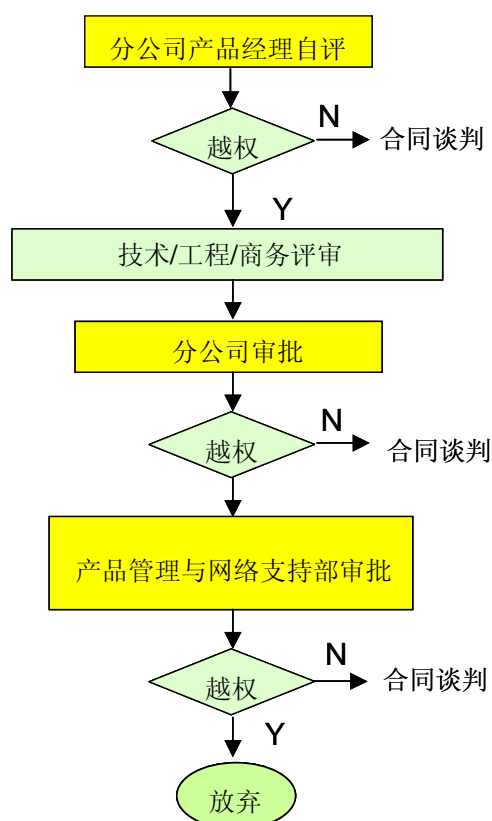 分公司产品经理自评
越权
N
合同谈判
Y
技术/工程/商务评审
分公司审批
越权
N
合同谈判
产品管理与网络支持部审批
越权
N
合同谈判
Y
放弃